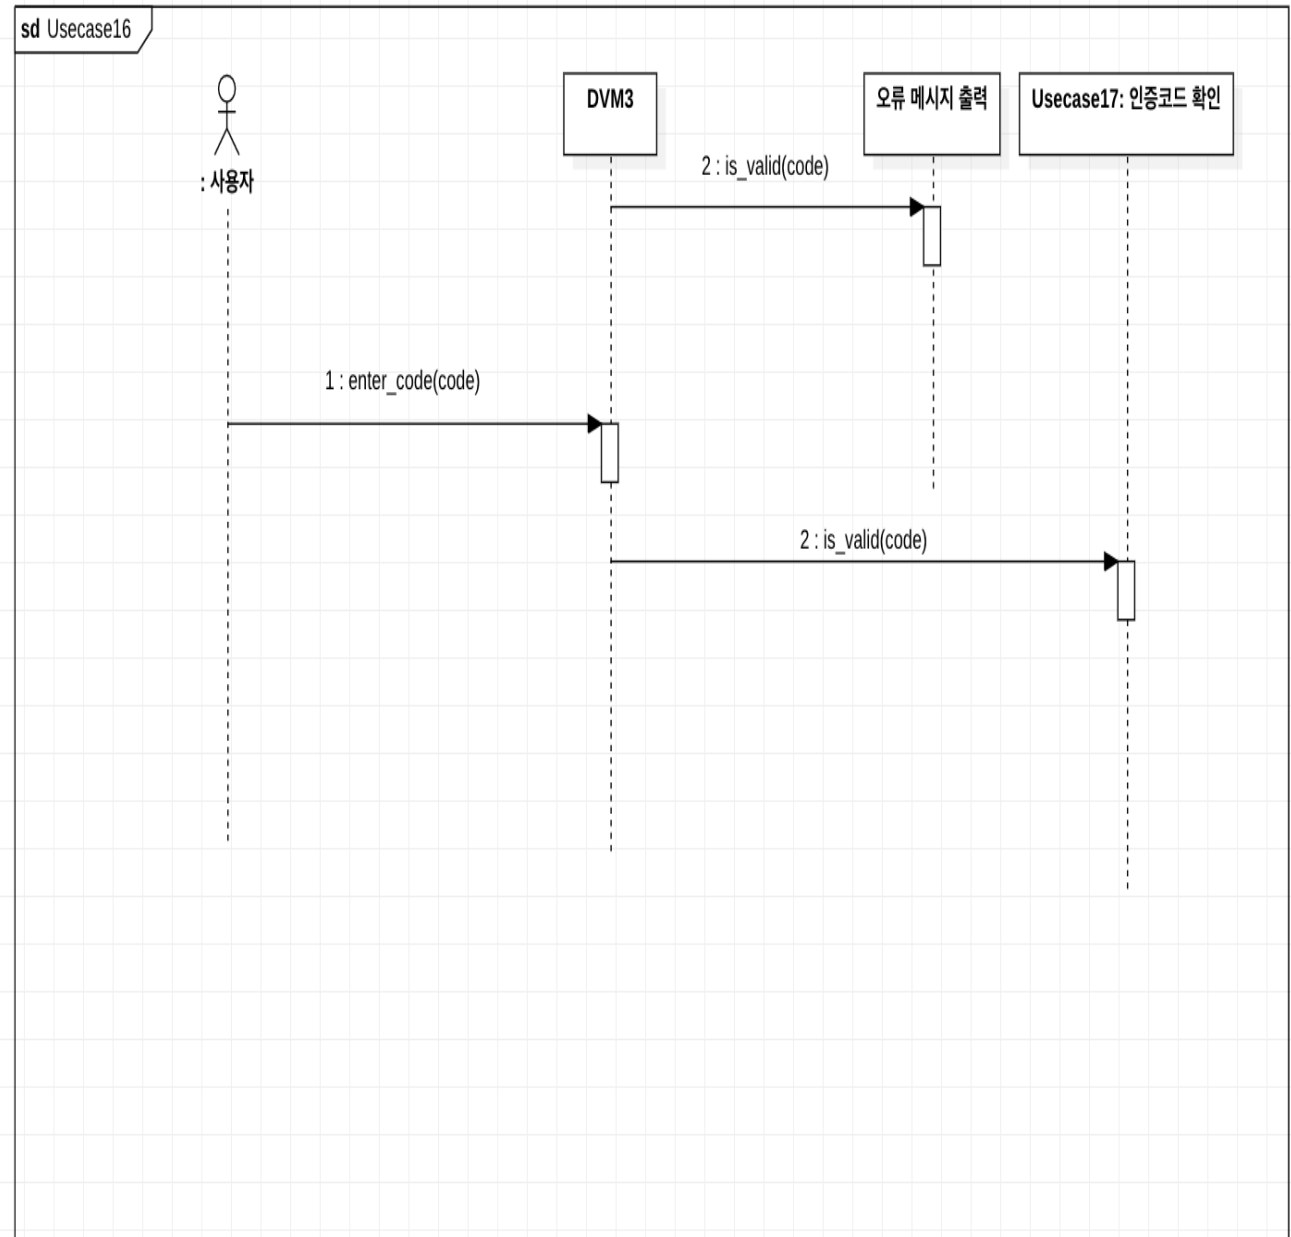 sd Usecase16
: 사용자
DVM3
오류 메시지 출력
Usecase17: 인증코드 확인
2 : is_valid(code)
1 : enter_code(code)
2 : is_valid(code)